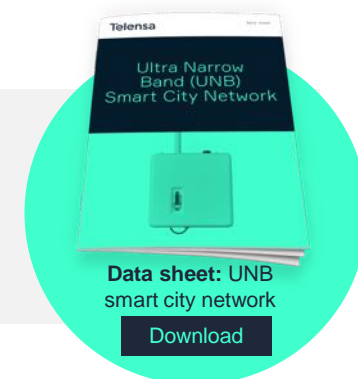 Telensa
Ultra Narrow
Band (UNB)
Smart City Network
Data sheet: UNB
smart city network
Download